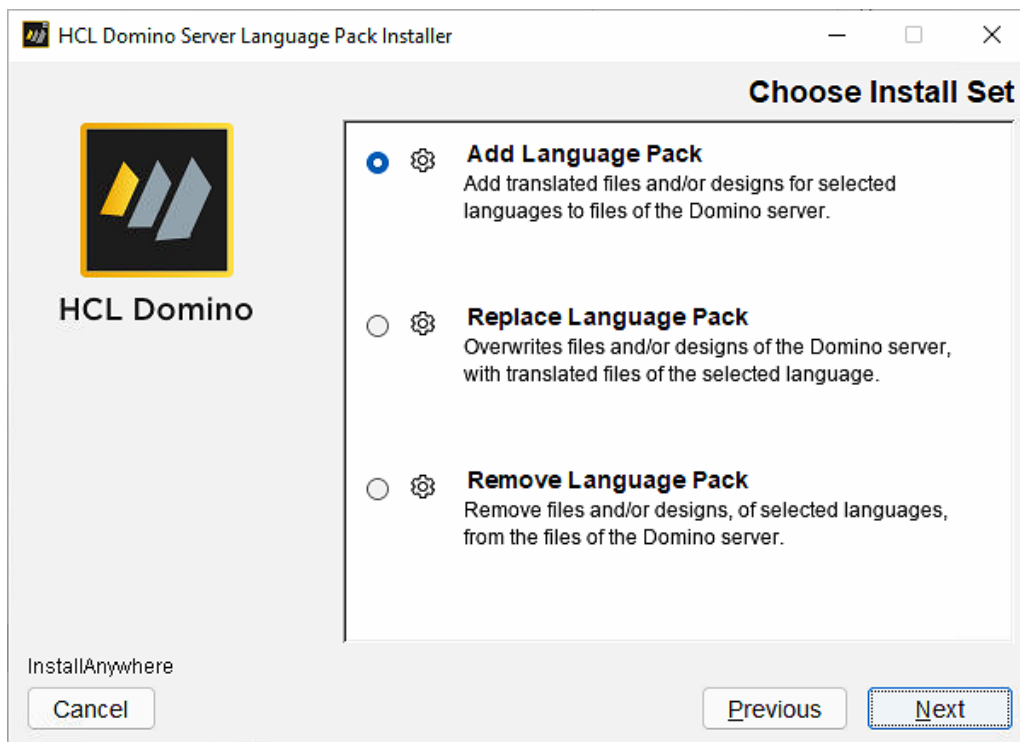 HCL Domino Server Language Pack Installer
Choose Install Set
HCL Domino
Add Language Pack
Add translated files and/or designs for selected
languages to files of the Domino server.
Replace Language Pack
Overwrites files and/or designs of the Domino server,
with translated files of the selected language.
Remove Language Pack
Remove files and/or designs, of selected languages,
from the files of the Domino server.
InstallAnywhere
Cancel
Previous
Next